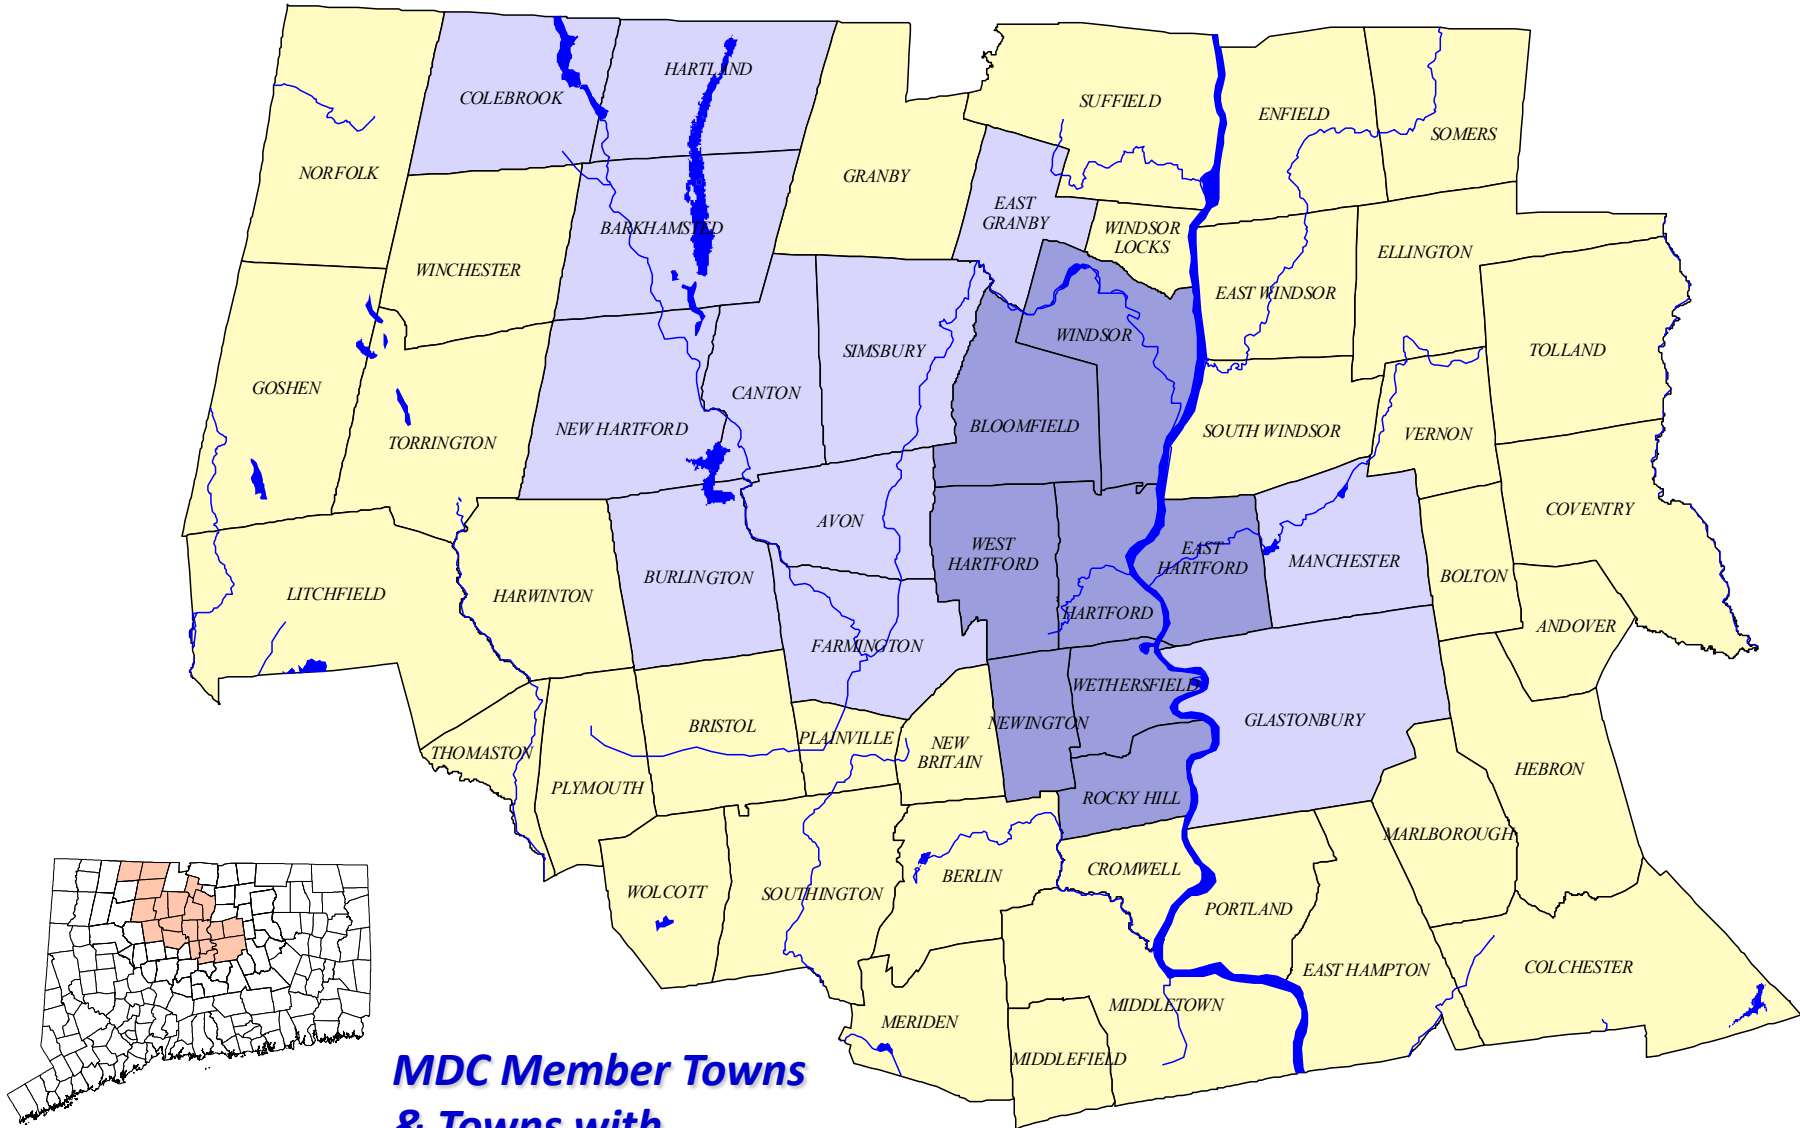 HARTLAND
COLEBROOK
SUFFIELD
ENFIELD
SOMERS
NORFOLK
GRANBY
EAST
GRANBY
WINDSOR
LOCKS
BARKHAMSTED
WINCHESTER
ELLINGTON
EAST WINDSOR
WINDSOR
SIMSBURY
TOLLAND
GOSHEN
CANTON
NEW HARTFORD
BLOOMFIELD
SOUTH WINDSOR
VERNON
TORRINGTON
AVON
COVENTRY
WEST
HARTFORD
EAST
HARTFORD
MANCHESTER
BURLINGTON
BOLTON
LITCHFIELD
HARWINTON
HARTFORD
ANDOVER
FARMINGTON
WETHERSFIELD
NEWINGTON
GLASTONBURY
BRISTOL
PLAINVILLE
NEW
BRITAIN
THOMASTON
HEBRON
PLYMOUTH
ROCKY HILL
MARLBOROUGH
CROMWELL
BERLIN
WOLCOTT
SOUTHINGTON
PORTLAND
EAST HAMPTON
COLCHESTER
MIDDLETOWN
MERIDEN
MIDDLEFIELD
MDC Member Towns
& Towns with